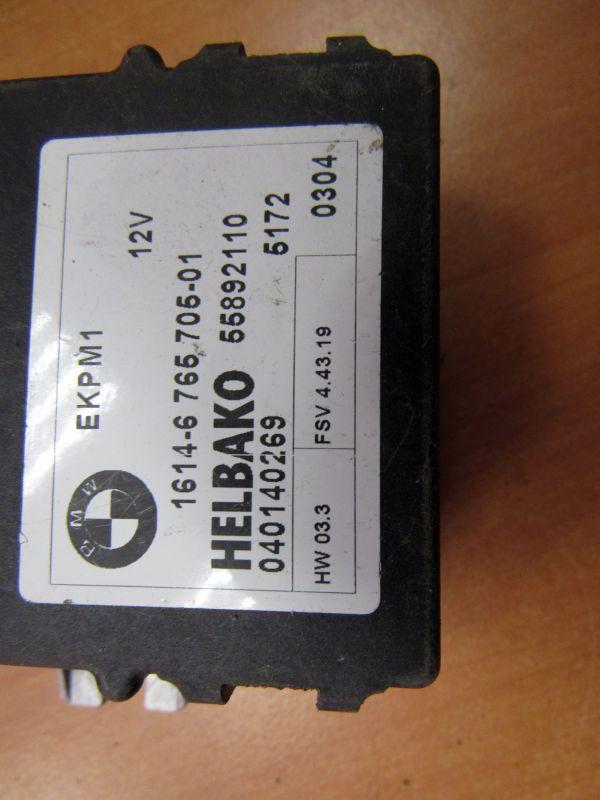 BMW
EKPM1 12V
1614-6 765 705-01
HELBAKO 55892110
040140269 5172
HW 03.3 FSV 4.43.19 0304